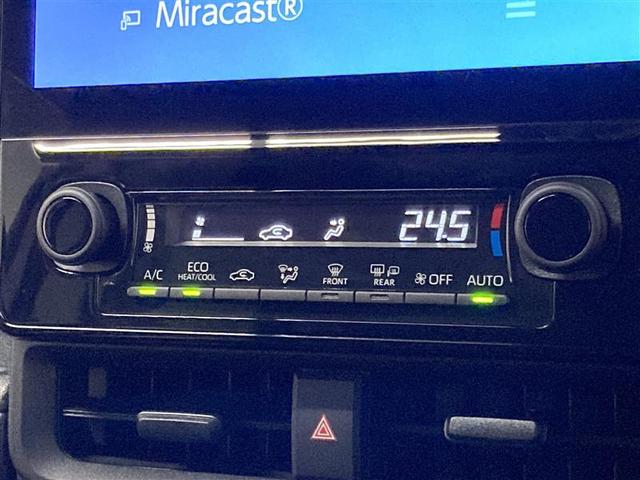 Miracast®
24.5
A/C
ECO
HEAT/COOL
FRONT
REAR
OFF
AUTO